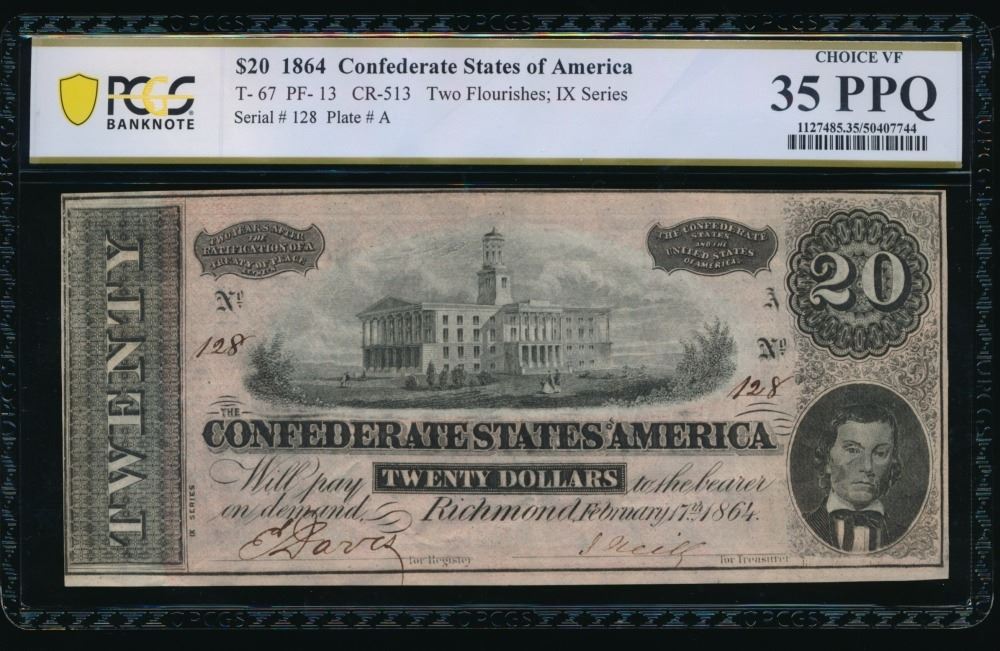 PCGS
BANKNOTE
$20 1864 Confederate States of America
T- 67 PF- 13 CR-513 Two Flourishes; IX Series
Serial # 128 Plate # A
CHOICE VF
35 PPQ
1127485.35/50407744
TWENTY
TWO YEARS AFTER
THE
RATIFICATION OF A
TREATY OF PEACE
BETWEEN
THE CONFEDERATE
STATES
AND THE
UNITED STATES
OF AMERICA.
20
No.
128
A
No
128
THE
CONFEDERATE STATES OF AMERICA
Will pay TWENTY DOLLARS to the bearer
on demand Richmond, February 17th 1864.
IX SERIES
E Davis
for Register
for Treasurer